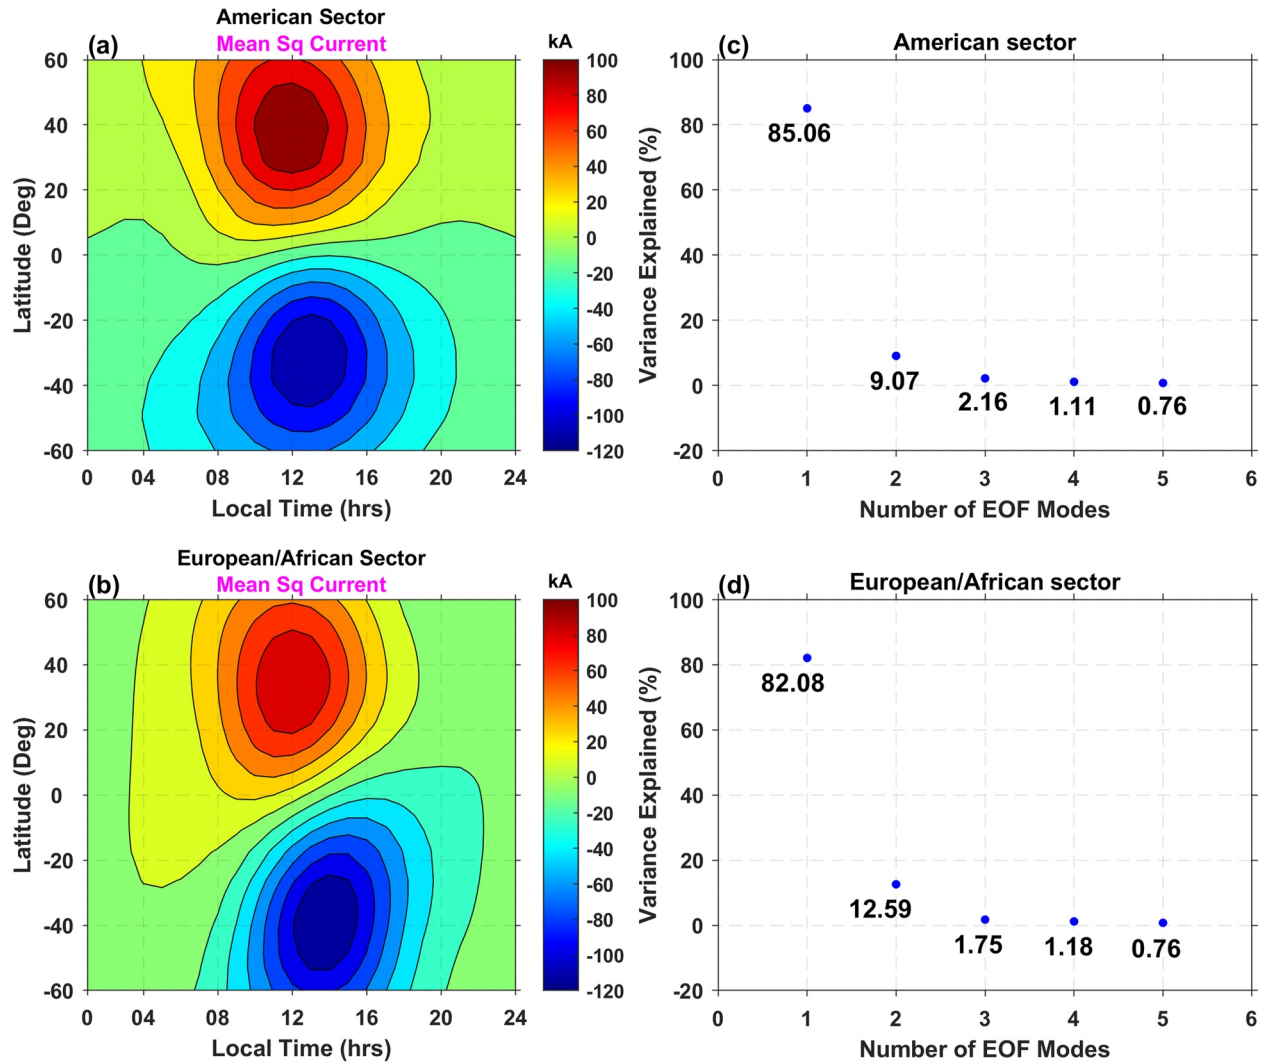 American Sector
(a)
Mean Sq Current
kA
60
40
20
0
-20
-40
-60
Latitude (Deg)
0 04 08 12 16 20 24
Local Time (hrs)
100
80
60
40
20
0
-20
-40
-60
-80
-100
-120
(c)
American sector
100
80
60
40
20
0
-20
Variance Explained (%)
85.06
9.07
2.16
1.11
0.76
0 1 2 3 4 5 6
Number of EOF Modes
European/African Sector
(b)
Mean Sq Current
kA
60
40
20
0
-20
-40
-60
Latitude (Deg)
0 04 08 12 16 20 24
Local Time (hrs)
100
80
60
40
20
0
-20
-40
-60
-80
-100
-120
(d)
European/African sector
100
80
60
40
20
0
-20
Variance Explained (%)
82.08
12.59
1.75
1.18
0.76
0 1 2 3 4 5 6
Number of EOF Modes